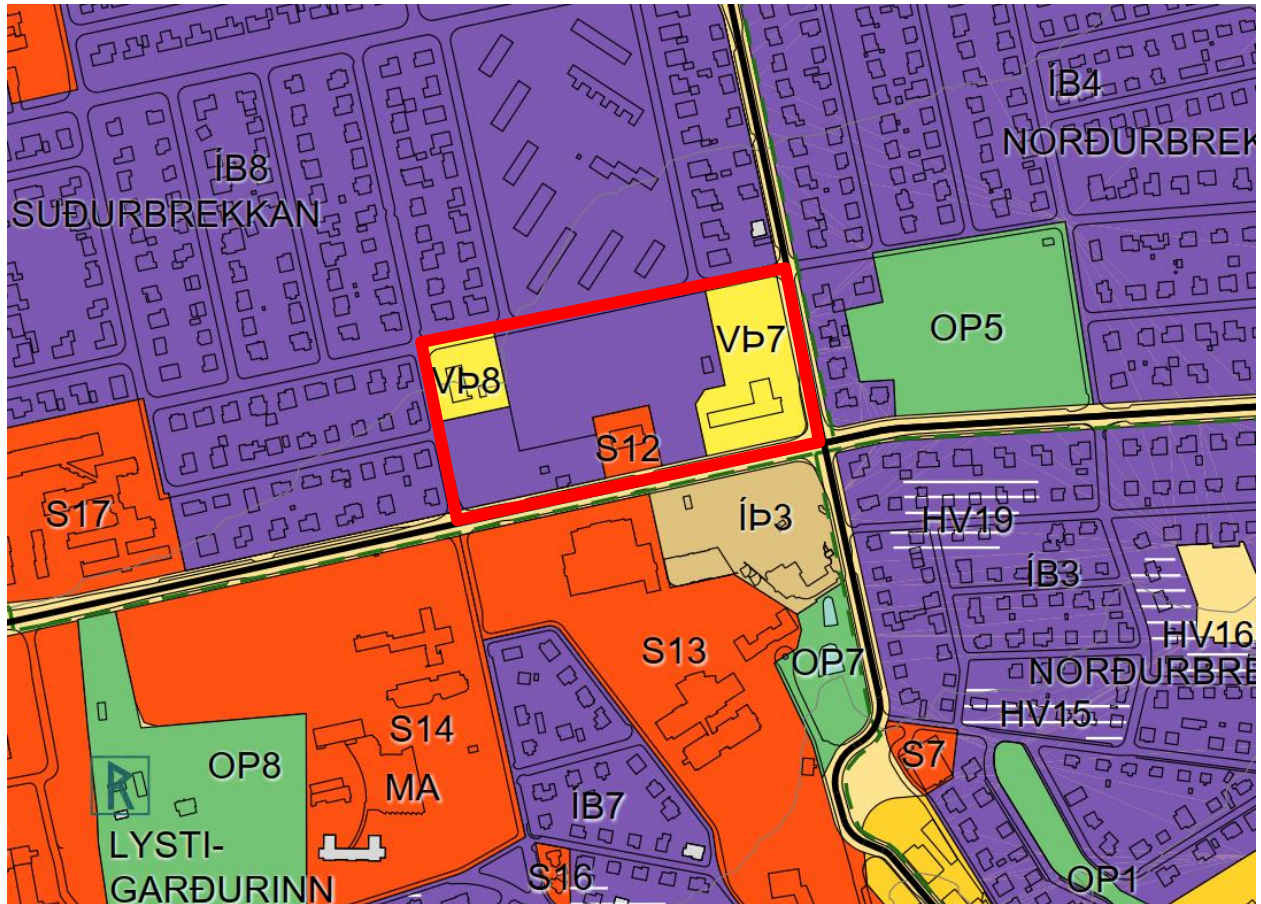 ÍB4
NORÐURBREK
ÍB8
SUÐURBREKKAN
OP5
VÞ7
VÞ8
S12
S17
ÍÞ3
HV19
ÍB3
HV16
S13
OP7
NORÐURBRE
HV15
S14
S7
OP8
MA
R
ÍB7
LYSTI-
GARÐURINN
S16
OP1